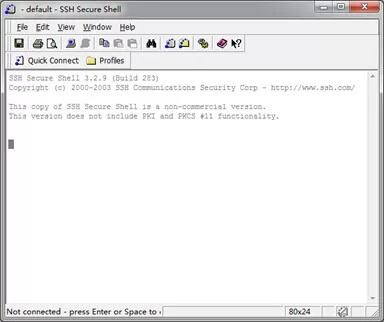 - default - SSH Secure Shell
File Edit View Window Help
Quick Connect Profiles
SSH Secure Shell 3.2.9 (Build 283)
Copyright (c) 2000-2003 SSH Communications Security Corp - http://www.ssh.com/
This copy of SSH Secure Shell is a non-commercial version.
This version does not include PKI and PKCS #11 functionality.
Not connected - press Enter or Space to 80x24